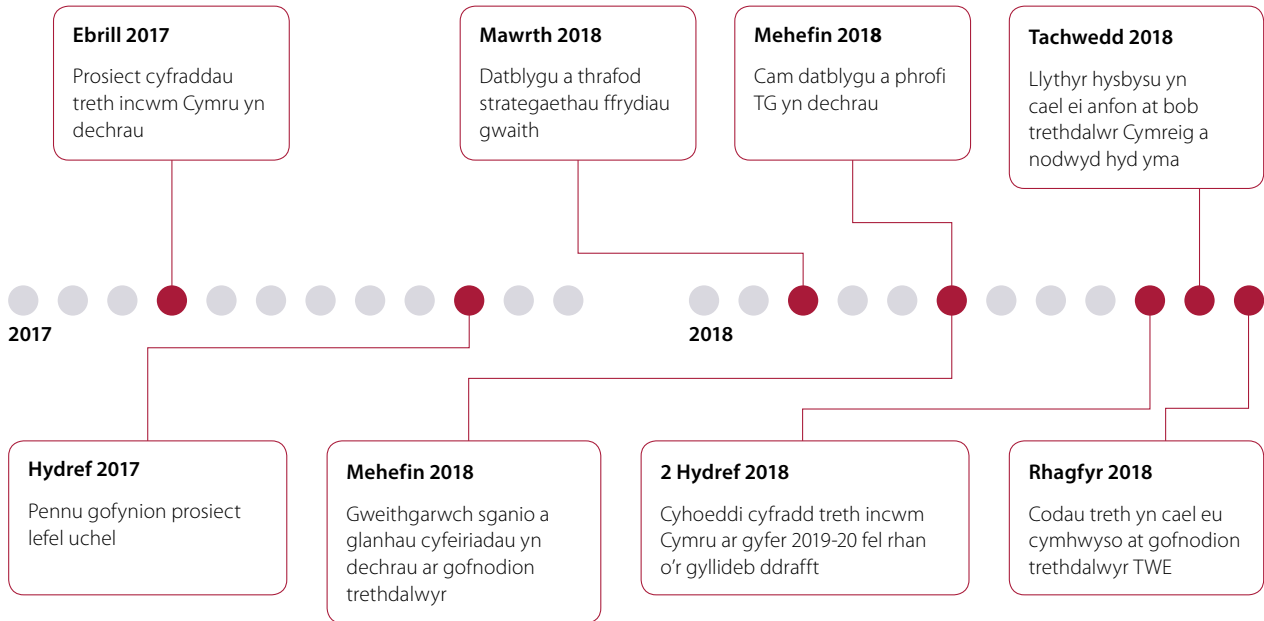 Ebrill 2017
Prosiect cyfraddau
treth incwm Cymru yn
dechrau
Mawrth 2018
Datblygu a thrafod
strategaethau ffrydiau
gwaith
Mehefin 2018
Cam datblygu a phrofi
TG yn dechrau
Tachwedd 2018
Llythyr hysbysu yn
cael ei anfon at bob
trethdalwr Cymreig a
nodwyd hyd yma
2017
2018
Hydref 2017
Pennu gofynion prosiect
lefel uchel
Mehefin 2018
Gweithgarwch sganio a
glanhau cyfeiriadau yn
dechrau ar gofnodion
trethdalwyr
2 Hydref 2018
Cyhoeddi cyfradd treth incwm
Cymru ar gyfer 2019-20 fel rhan
o'r gyllideb ddrafft
Rhagfyr 2018
Codau treth yn cael eu
cymhwyso at gofnodion
trethdalwyr TWE